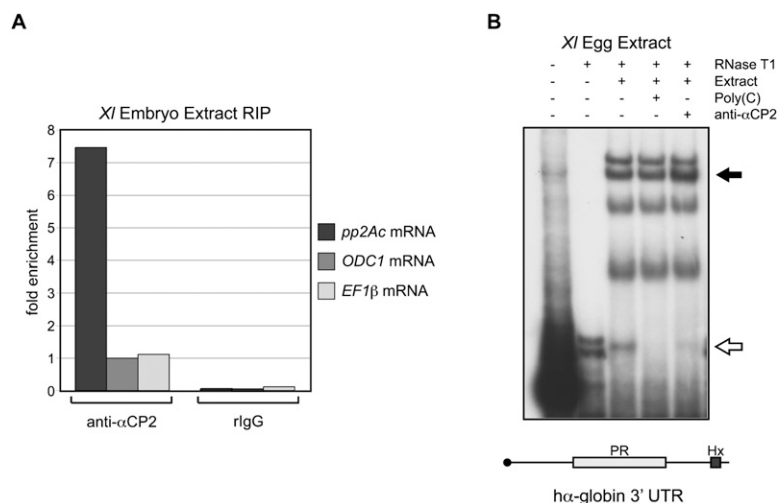 A
Xl Embryo Extract RIP
8
7
6
5
4
3
2
1
0
fold enrichment
anti-αCP2 rIgG
pp2Ac mRNA
ODC1 mRNA
EF1β mRNA
B
Xl Egg Extract
- + + + + RNase T1
- - + + + Extract
- - - + - Poly(C)
- - - - + anti-αCP2
PR Hx
hα-globin 3' UTR